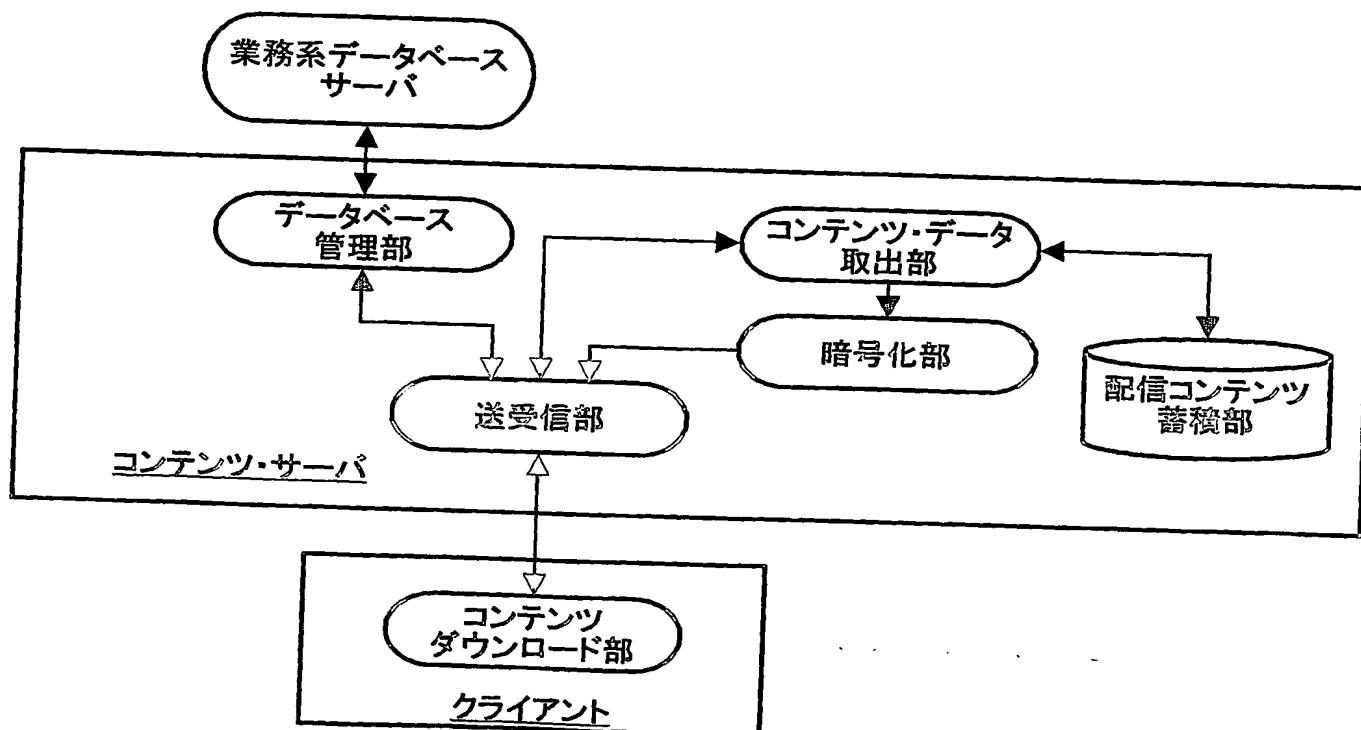 業務系データベース
サーバ
データベース
管理部
コンテンツ・データ
取出部
暗号化部
配信コンテンツ
蓄積部
送受信部
コンテンツ・サーバ
コンテンツ
ダウンロード部
クライアント